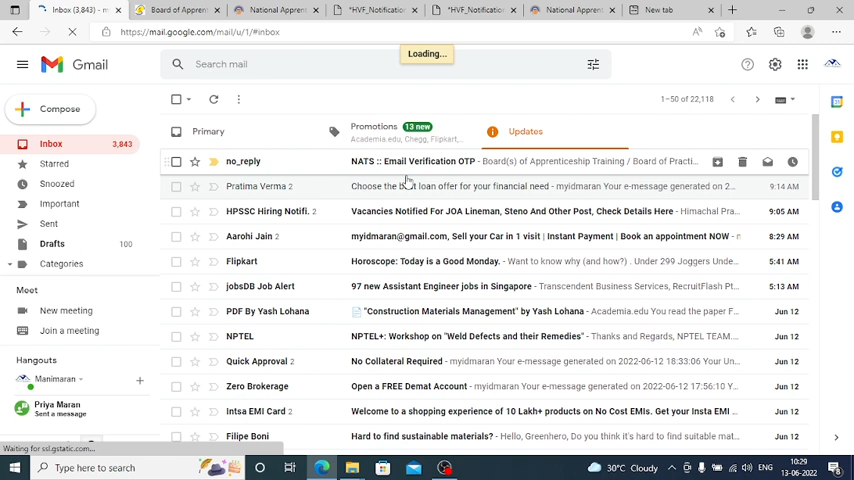 Inbox (3,843) - m
Board of Apprent
National Apprent
*HVF_Notification
*HVF_Notification
National Apprent
New tab
https://mail.google.com/mail/u/1/#inbox
Loading...
Gmail
Search mail
Compose
1–50 of 22,118
Inbox 3,843
Starred
Snoozed
Important
Sent
Drafts 100
Categories
Meet
New meeting
Join a meeting
Hangouts
Manimaran
Priya Maran
Sent a message
Primary
Promotions 13 new
Academia.edu, Chegg, Flipkart,...
Updates
no_reply NATS :: Email Verification OTP - Board(s) of Apprenticeship Training / Board of Practi...
Pratima Verma 2 Choose the best loan offer for your financial need - myidmaran Your e-message generated on 2... 9:14 AM
HPSSC Hiring Notifi. 2 Vacancies Notified For JOA Lineman, Steno And Other Post, Check Details Here - Himachal Pra... 9:05 AM
Aarohi Jain 2 myidmaran@gmail.com, Sell your Car in 1 visit | Instant Payment | Book an appointment NOW - 8:29 AM
Flipkart Horoscope: Today is a Good Monday. - Want to know why (and how?) . Under 299 Joggers Unde... 5:41 AM
jobsDB Job Alert 97 new Assistant Engineer jobs in Singapore - Transcendent Business Services, RecruitFlash Pt... 5:13 AM
PDF By Yash Lohana "Construction Materials Management" by Yash Lohana - Academia.edu You read the paper F... Jun 12
NPTEL NPTEL+: Workshop on "Weld Defects and their Remedies" - Thanks and Regards, NPTEL TEAM.... Jun 12
Quick Approval 2 No Collateral Required - myidmaran Your e-message generated on 2022-06-12 18:33:06 Your Un... Jun 12
Zero Brokerage Open a FREE Demat Account - myidmaran Your e-message generated on 2022-06-12 17:56:10 Y... Jun 12
Intsa EMI Card 2 Welcome to a shopping experience of 10 Lakh+ products on No Cost EMIs. Get your Insta EMI ... Jun 12
Filipe Boni Hard to find sustainable materials? - Hello, Greenhero, Do you think it's hard to find suitable mat... Jun 12
Waiting for ssl.gstatic.com...
Type here to search
30°C Cloudy
ENG
10:29
13-06-2022
8